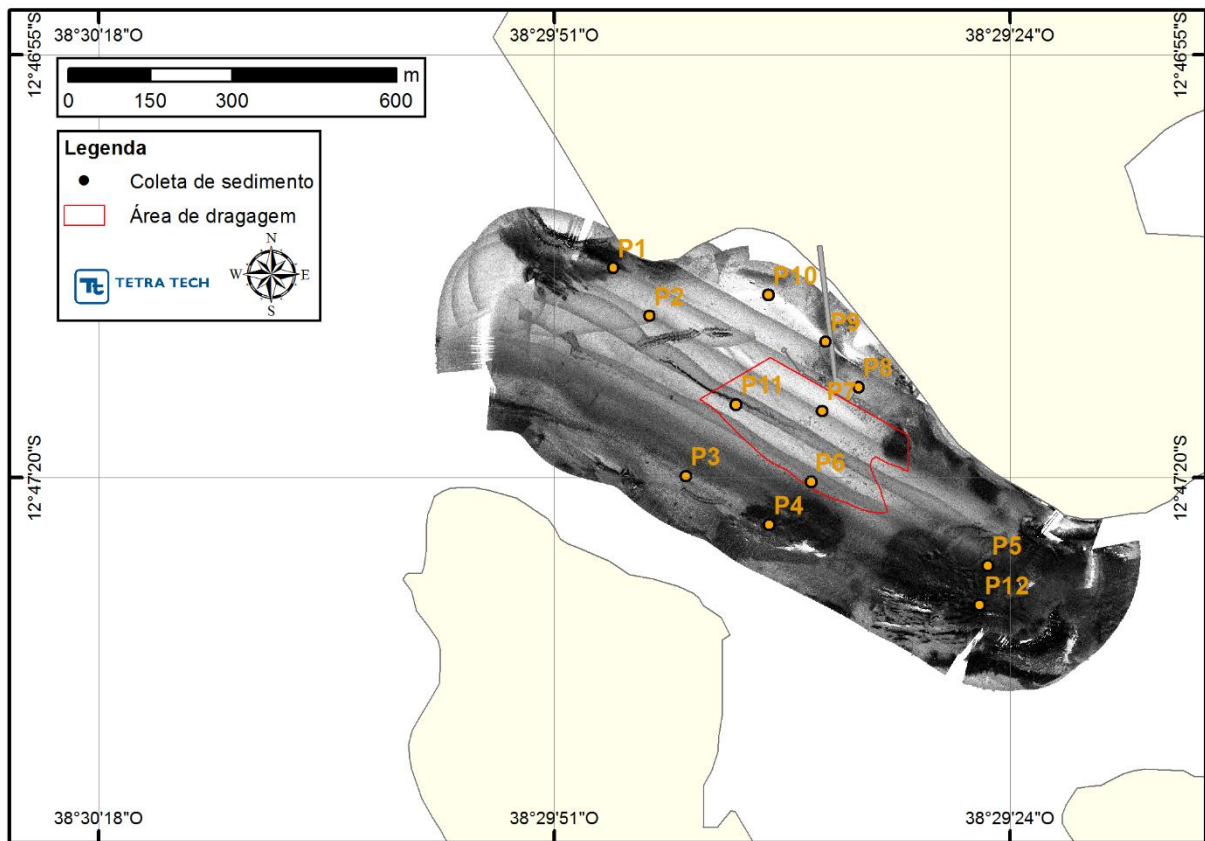 38°30'18"O 38°29'51"O 38°29'24"O
12°46'55"S
12°46'55"S
m
0 150 300 600
Legenda
Coleta de sedimento
Área de dragagem
N
W E
S
Tt TETRA TECH
P1
P10
P2
P9
P8
P11
P7
P3
P6
P4
P5
P12
12°47'20"S
12°47'20"S
38°30'18"O 38°29'51"O 38°29'24"O